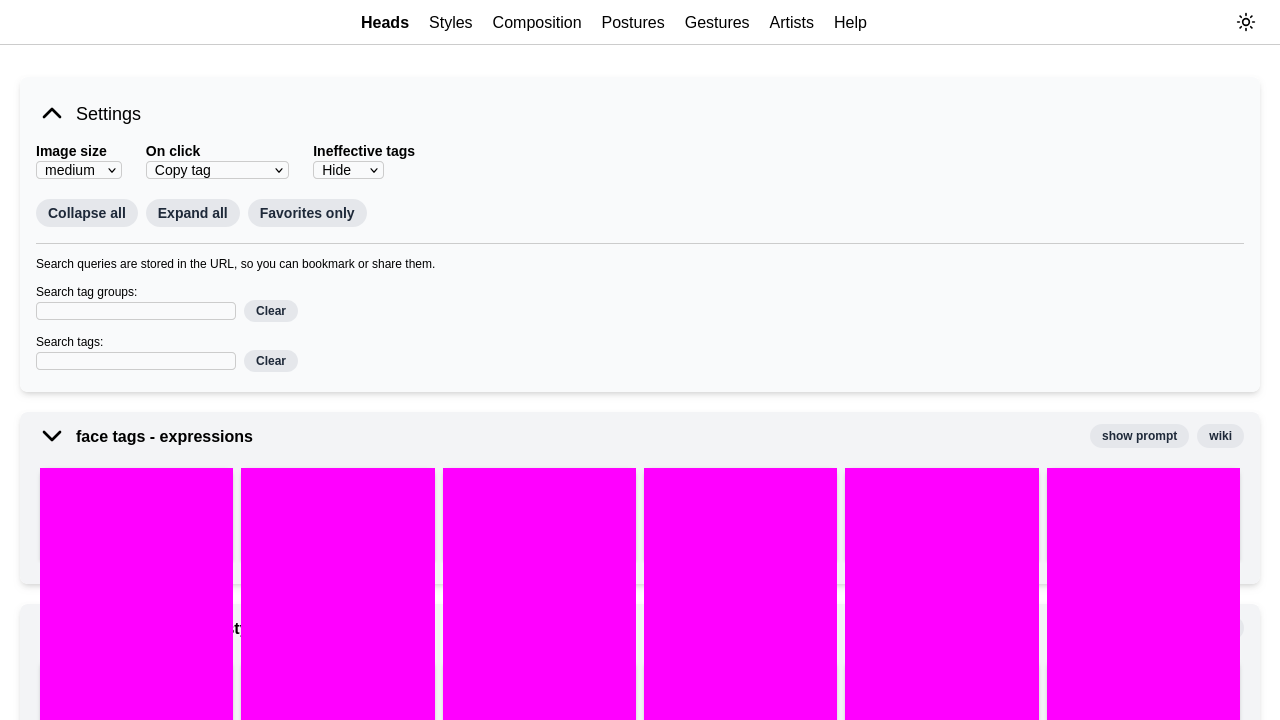 Heads Styles Composition Postures Gestures Artists Help
Settings
Image size On click Ineffective tags
medium Copy tag Hide
Collapse all Expand all Favorites only
Search queries are stored in the URL, so you can bookmark or share them.
Search tag groups:
Clear
Search tags:
Clear
face tags - expressions show prompt wiki